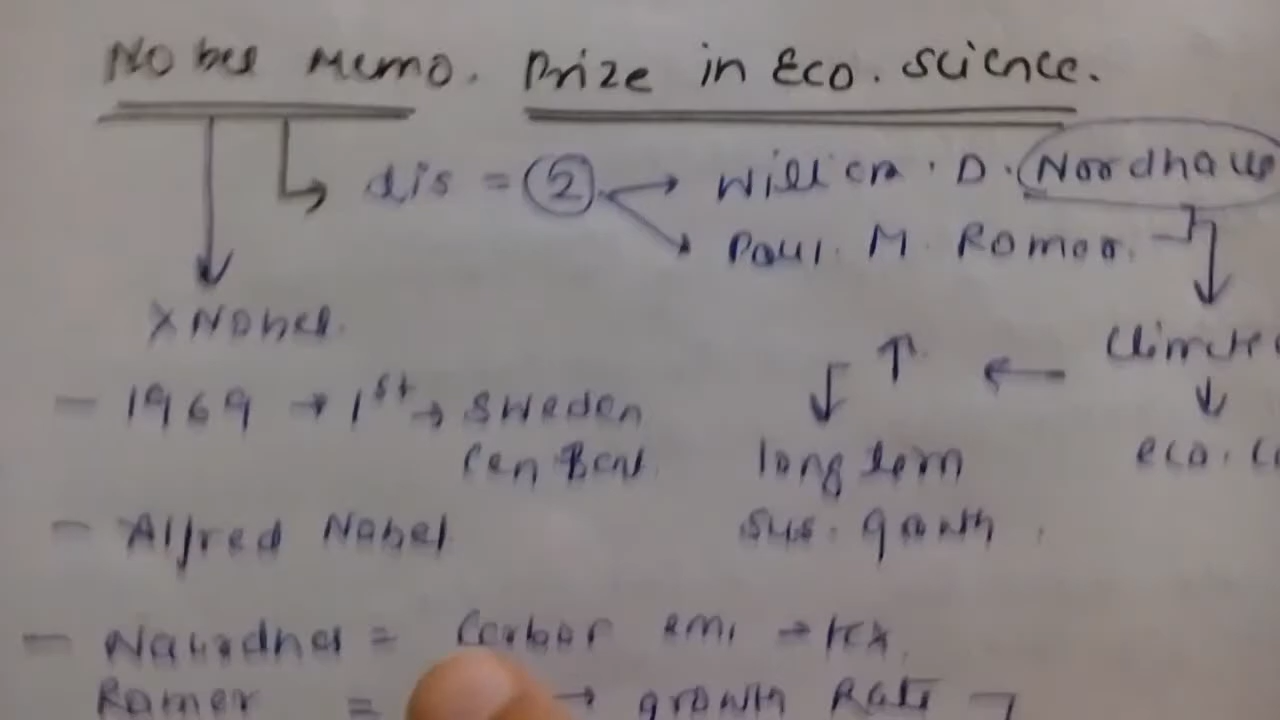 Nobel Memo. Prize in Eco. science.
dis = 2 → William. D. Nordhaus
→ Paul. M. Romer.
X Nobel.
Climate
- 1969 → 1st → Sweden
Cen Bank
long term
eco. C
sus. growth.
- Alfred Nobel
- Nordhas = Carbon emi → tax.
Romer = → growth Rate